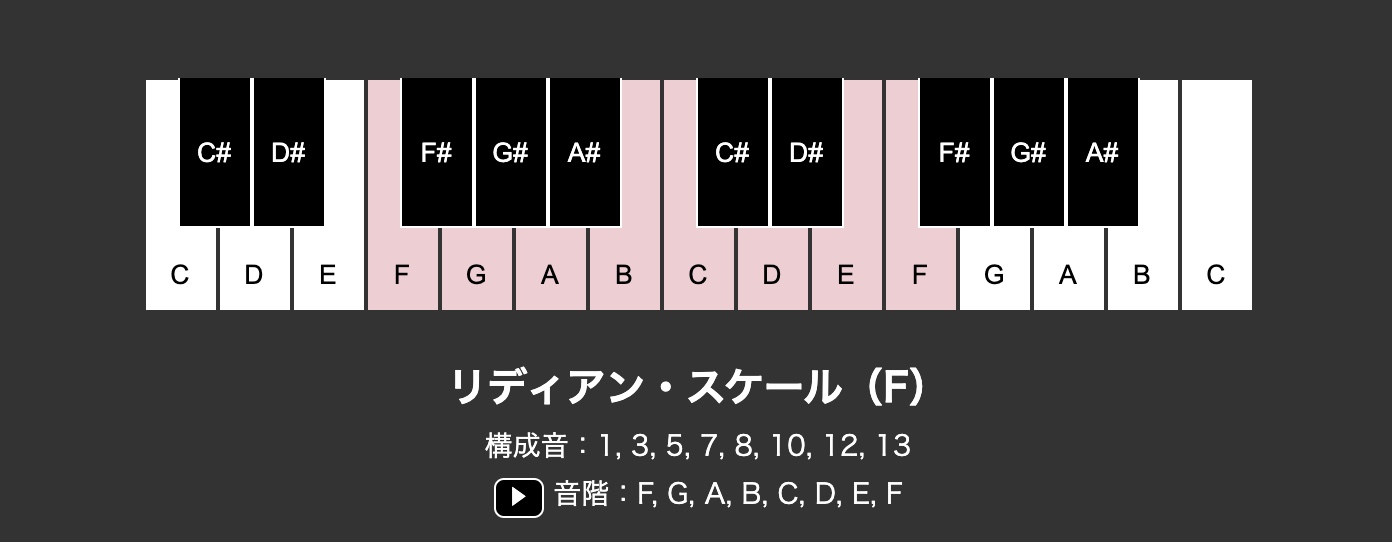 C# D# F# G# A# C# D# F# G# A#
C D E F G A B C D E F G A B C
リディアン・スケール（F）
構成音：1, 3, 5, 7, 8, 10, 12, 13
音階：F, G, A, B, C, D, E, F